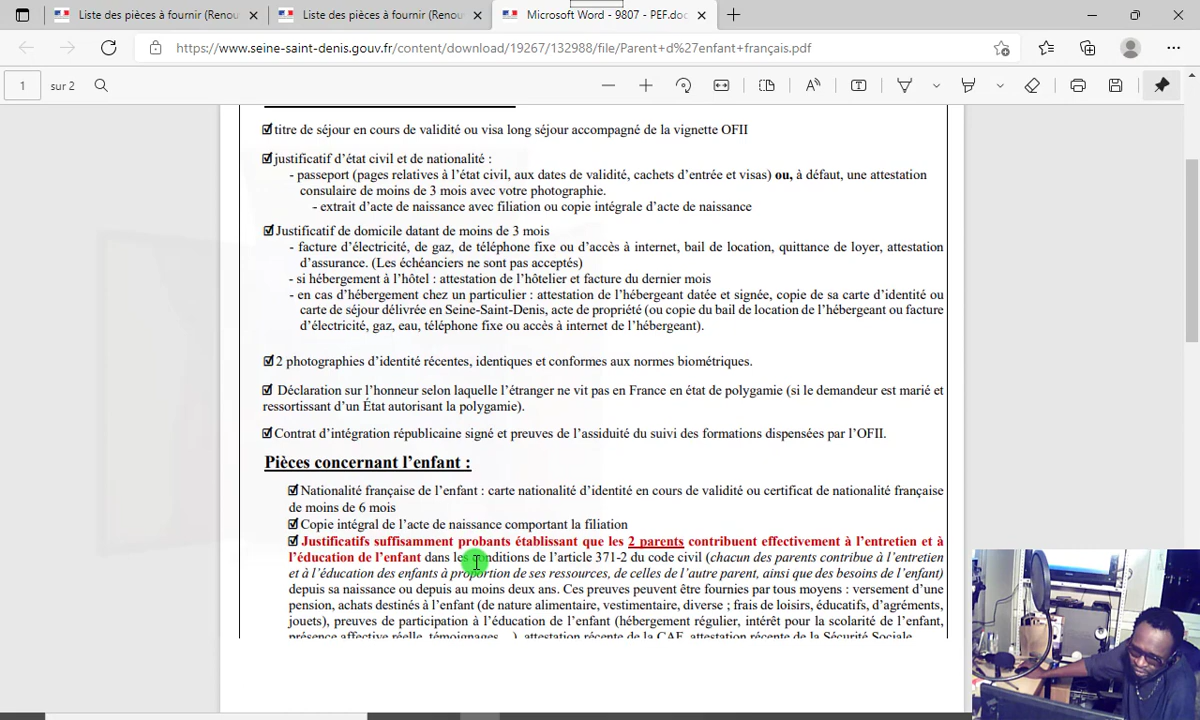 Liste des pièces à fournir (Renou
Liste des pièces à fournir (Renou
Microsoft Word - 9807 - PEF.doc
https://www.seine-saint-denis.gouv.fr/content/download/19267/132988/file/Parent+d%27enfant+français.pdf
1 sur 2
titre de séjour en cours de validité ou visa long séjour accompagné de la vignette OFII
justificatif d'état civil et de nationalité :
- passeport (pages relatives à l'état civil, aux dates de validité, cachets d'entrée et visas) ou, à défaut, une attestation
consulaire de moins de 3 mois avec votre photographie.
- extrait d'acte de naissance avec filiation ou copie intégrale d'acte de naissance
Justificatif de domicile datant de moins de 3 mois
- facture d'électricité, de gaz, de téléphone fixe ou d'accès à internet, bail de location, quittance de loyer, attestation
d'assurance. (Les échéanciers ne sont pas acceptés)
- si hébergement à l'hôtel : attestation de l'hôtelier et facture du dernier mois
- en cas d'hébergement chez un particulier : attestation de l'hébergeant datée et signée, copie de sa carte d'identité ou
carte de séjour délivrée en Seine-Saint-Denis, acte de propriété (ou copie du bail de location de l'hébergeant ou facture
d'électricité, gaz, eau, téléphone fixe ou accès à internet de l'hébergeant).
2 photographies d'identité récentes, identiques et conformes aux normes biométriques.
Déclaration sur l'honneur selon laquelle l'étranger ne vit pas en France en état de polygamie (si le demandeur est marié et
ressortissant d'un État autorisant la polygamie).
Contrat d'intégration républicaine signé et preuves de l'assiduité du suivi des formations dispensées par l'OFII.
Pièces concernant l'enfant :
Nationalité française de l'enfant : carte nationalité d'identité en cours de validité ou certificat de nationalité française
de moins de 6 mois
Copie intégral de l'acte de naissance comportant la filiation
Justificatifs suffisamment probants établissant que les 2 parents contribuent effectivement à l'entretien et à
l'éducation de l'enfant dans les conditions de l'article 371-2 du code civil (chacun des parents contribue à l'entretien
et à l'éducation des enfants à proportion de ses ressources, de celles de l'autre parent, ainsi que des besoins de l'enfant)
depuis sa naissance ou depuis au moins deux ans. Ces preuves peuvent être fournies par tous moyens : versement d'une
pension, achats destinés à l'enfant (de nature alimentaire, vestimentaire, diverse ; frais de loisirs, éducatifs, d'agréments,
jouets), preuves de participation à l'éducation de l'enfant (hébergement régulier, intérêt pour la scolarité de l'enfant,
présence affective réelle, témoignages...), attestation récente de la CAF, attestation récente de la Sécurité Sociale